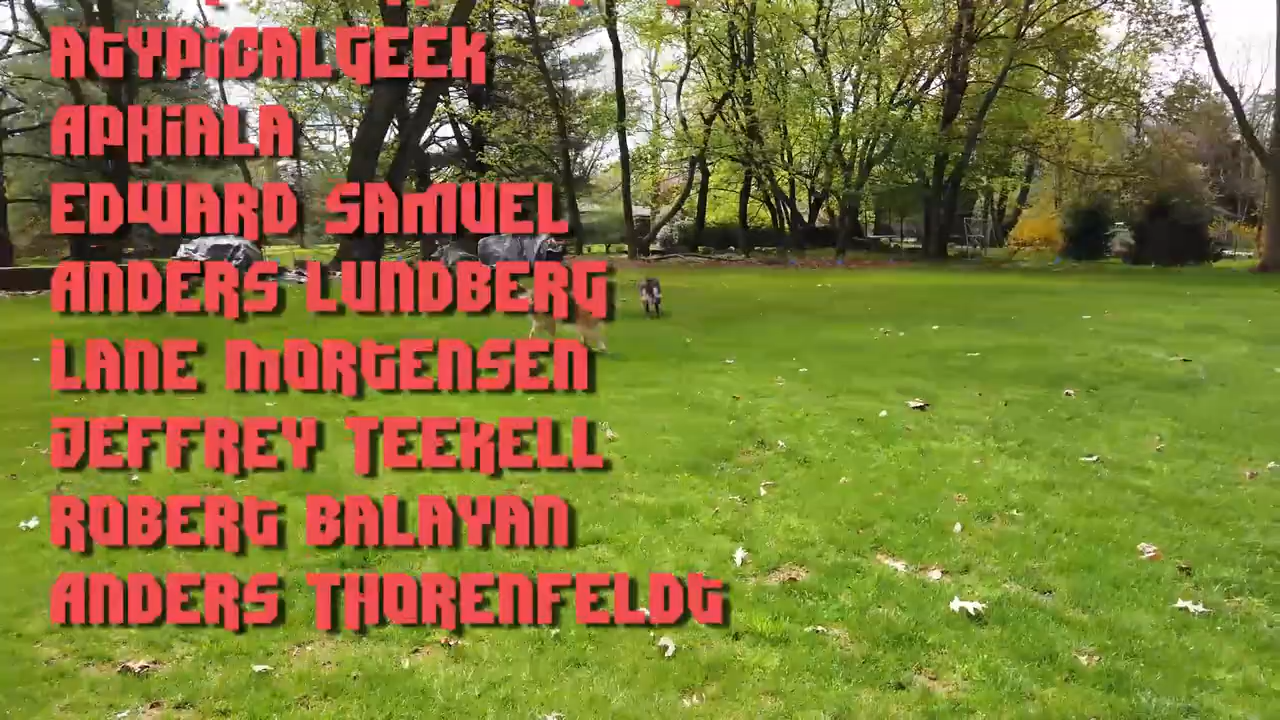 ATYPICALGEEK
APHIALA
EDWARD SAMUEL
ANDERS LUNDBERG
LANE MORTENSEN
JEFFREY TEEKELL
ROBERT BALAYAN
ANDERS THORENFELDT